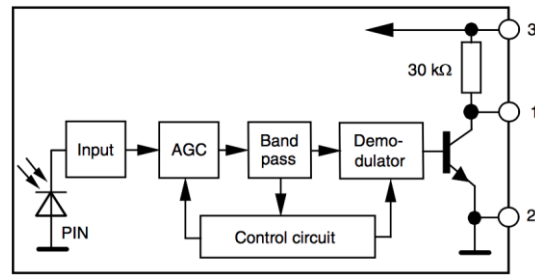 3
30 kΩ
1
Input
AGC
Band
pass
Demo-
dulator
2
PIN
Control circuit